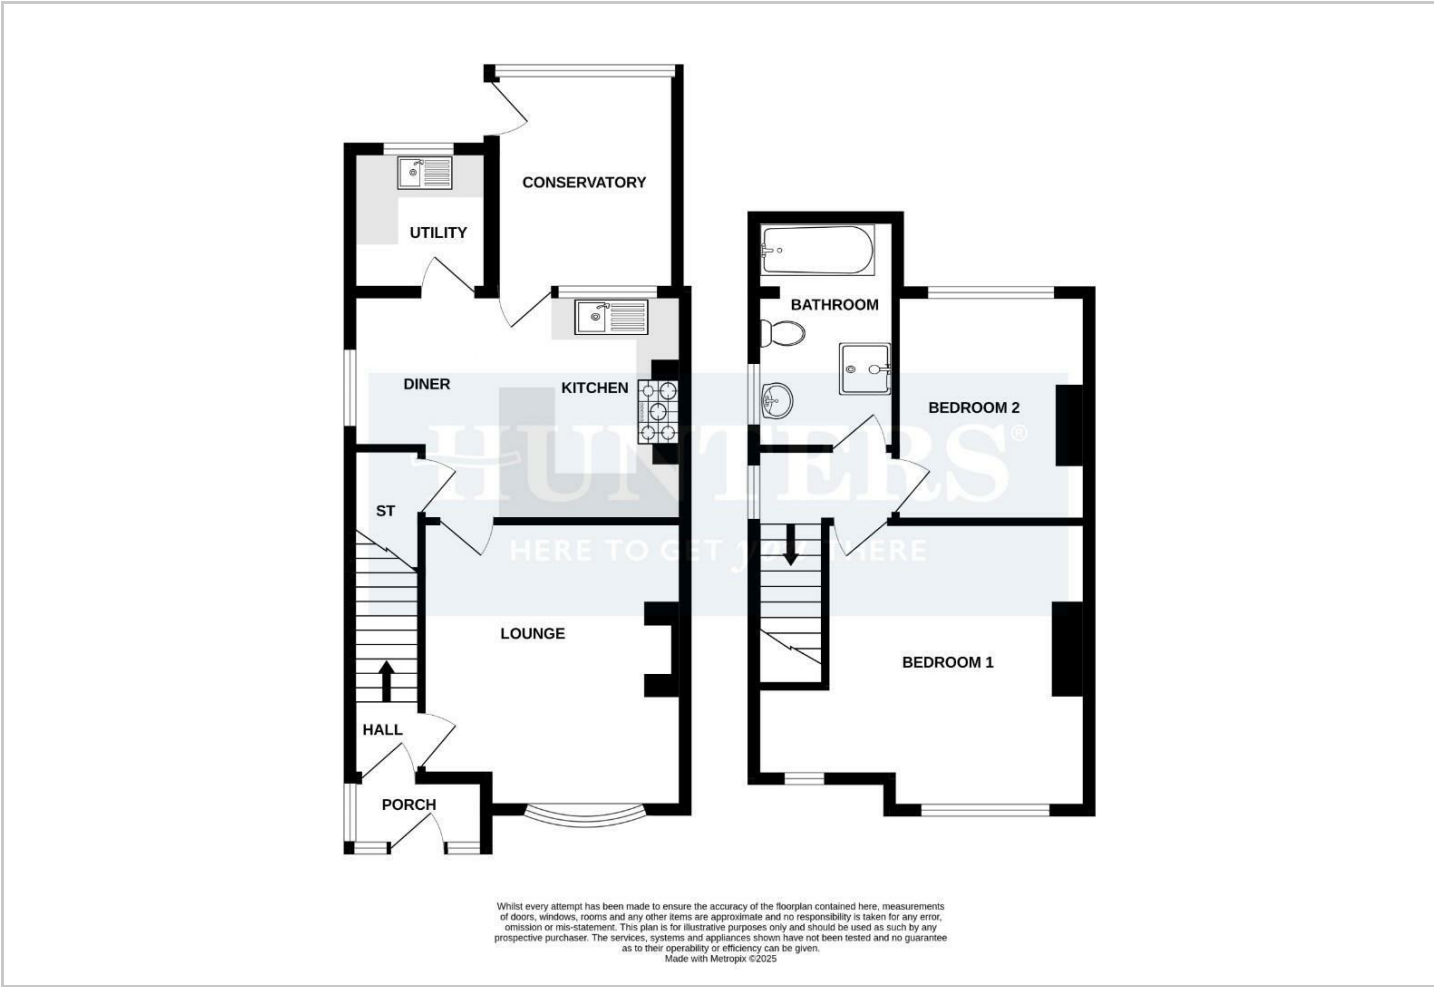 CONSERVATORY
UTILITY
DINER
KITCHEN
ST
LOUNGE
HALL
PORCH
BATHROOM
BEDROOM 2
BEDROOM 1
HUNTERS®
HERE TO GET you THERE
Whilst every attempt has been made to ensure the accuracy of the floorplan contained here, measurements
of doors, windows, rooms and any other items are approximate and no responsibility is taken for any error,
omission or mis-statement. This plan is for illustrative purposes only and should be used as such by any
prospective purchaser. The services, systems and appliances shown have not been tested and no guarantee
as to their operability or efficiency can be given.
Made with Metropix ©2025